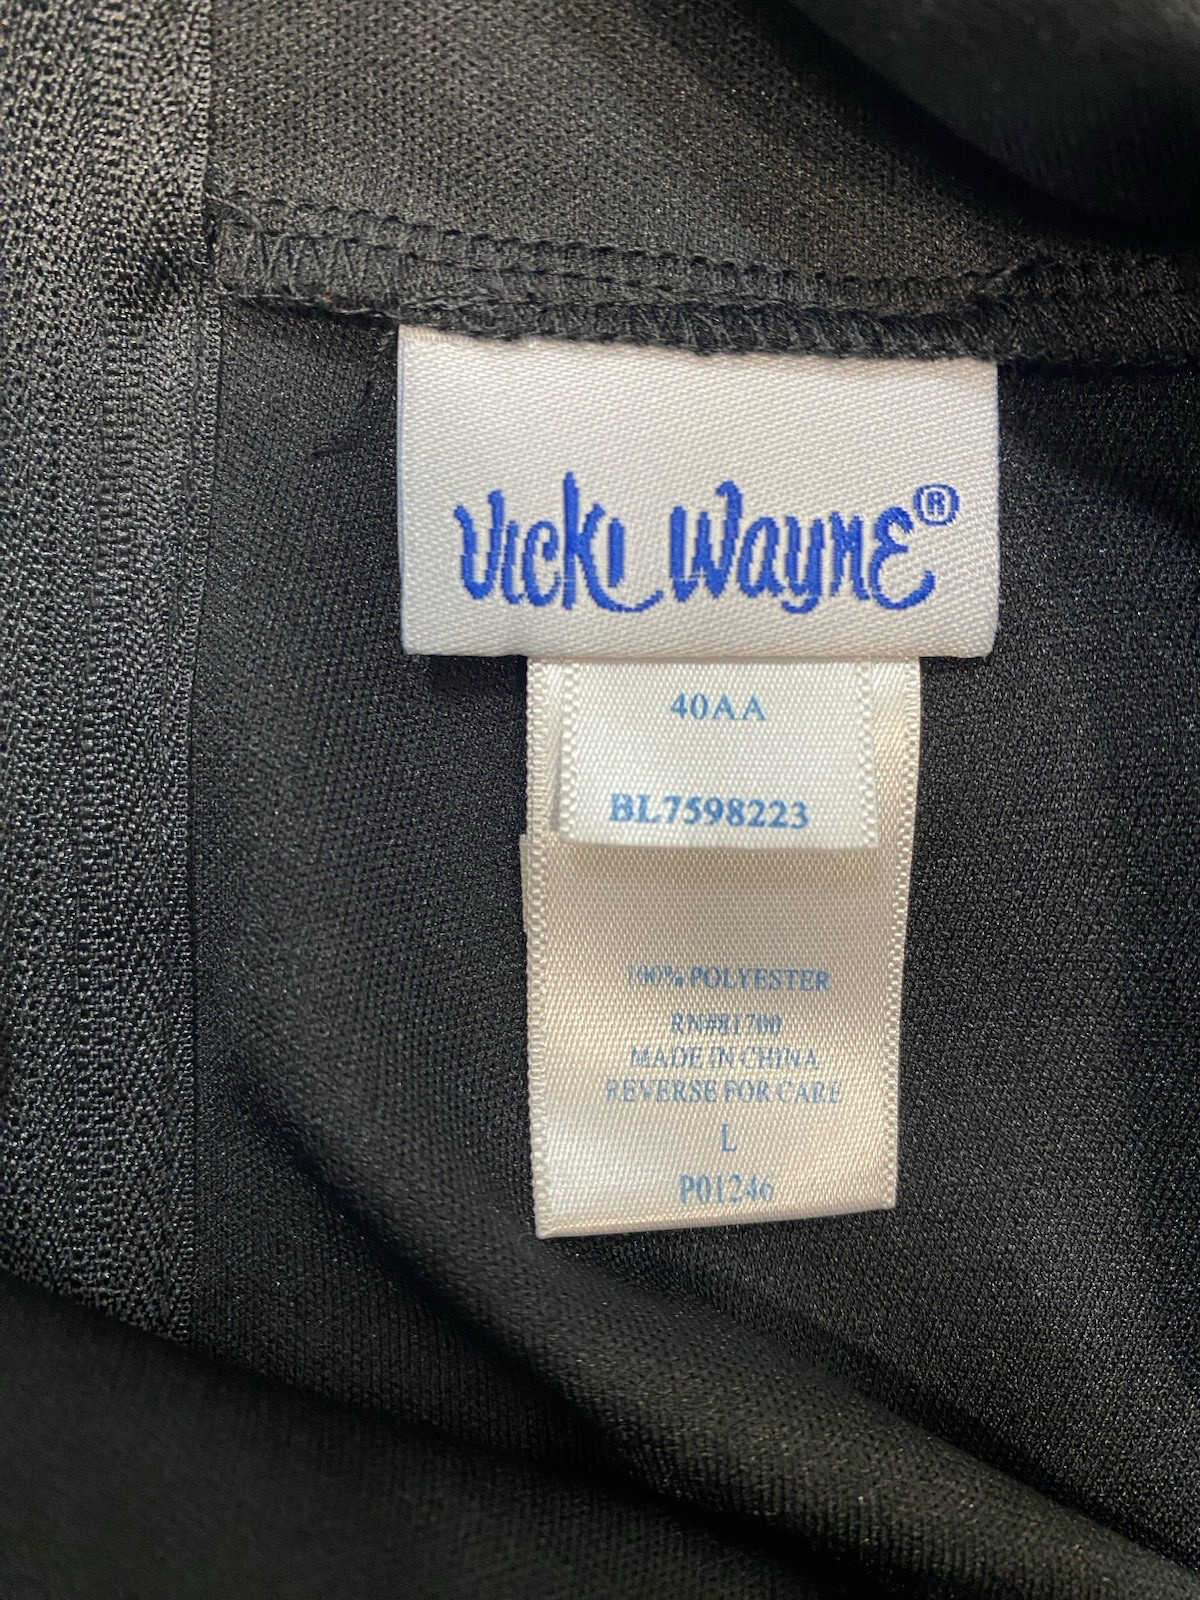 Vicki Wayne®
40AA
BL7598223
100% POLYESTER
RN#81700
MADE IN CHINA
REVERSE FOR CARE
L
P01246